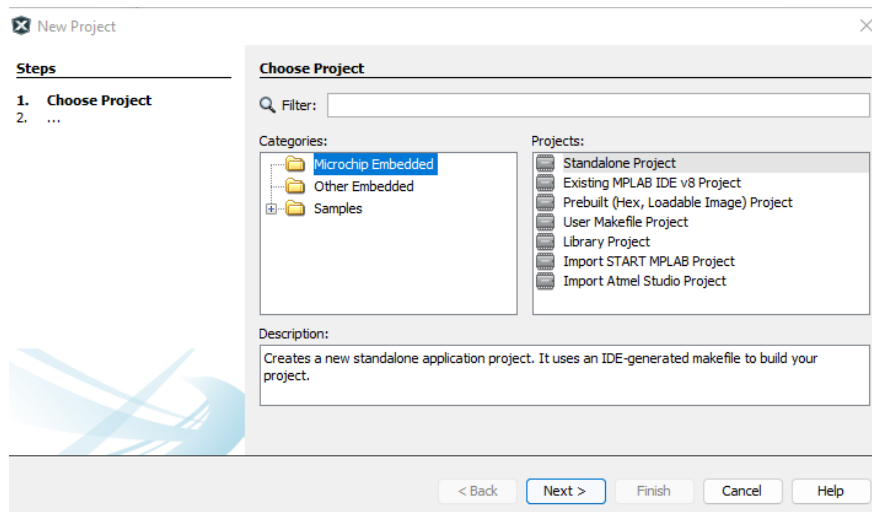 New Project
Steps
1. Choose Project
2. ...
Choose Project
Filter:
Categories:
Microchip Embedded
Other Embedded
Samples
Projects:
Standalone Project
Existing MPLAB IDE v8 Project
Prebuilt (Hex, Loadable Image) Project
User Makefile Project
Library Project
Import START MPLAB Project
Import Atmel Studio Project
Description:
Creates a new standalone application project. It uses an IDE-generated makefile to build your
project.
< Back
Next >
Finish
Cancel
Help